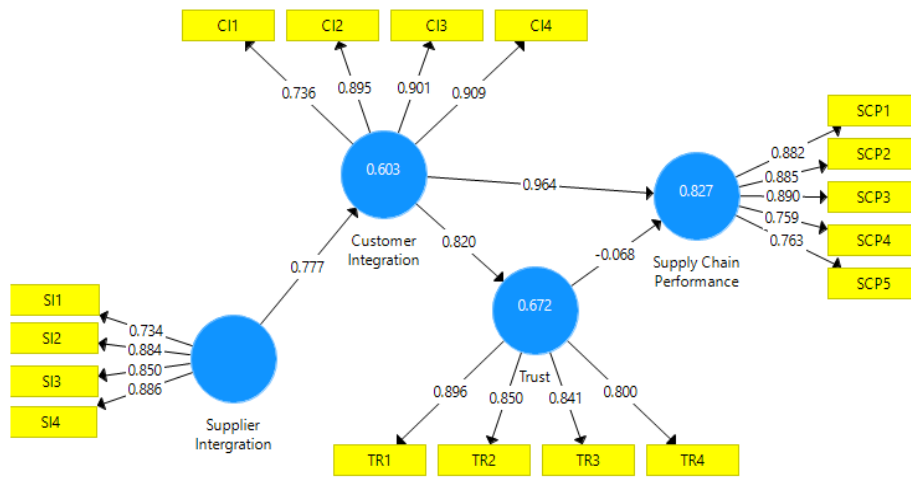 CI1 CI2 CI3 CI4
0.736 0.895 0.901 0.909
0.603
Customer
Integration
0.964
0.820
0.777
-0.068
0.827
Supply Chain
Performance
SCP1
SCP2
SCP3
SCP4
SCP5
0.882
0.885
0.890
0.759
0.763
SI1
SI2
SI3
SI4
0.734
0.884
0.850
0.886
Supplier
Intergration
0.672
Trust
0.896 0.850 0.841 0.800
TR1 TR2 TR3 TR4